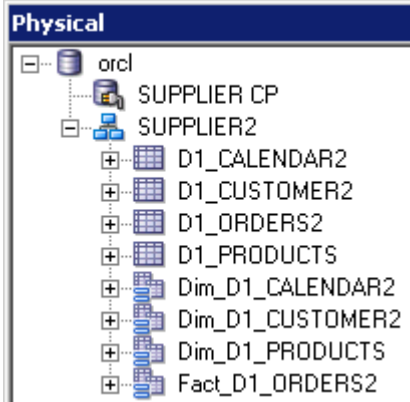 Physical
orcl
SUPPLIER CP
SUPPLIER2
D1_CALENDAR2
D1_CUSTOMER2
D1_ORDERS2
D1_PRODUCTS
Dim_D1_CALENDAR2
Dim_D1_CUSTOMER2
Dim_D1_PRODUCTS
Fact_D1_ORDERS2